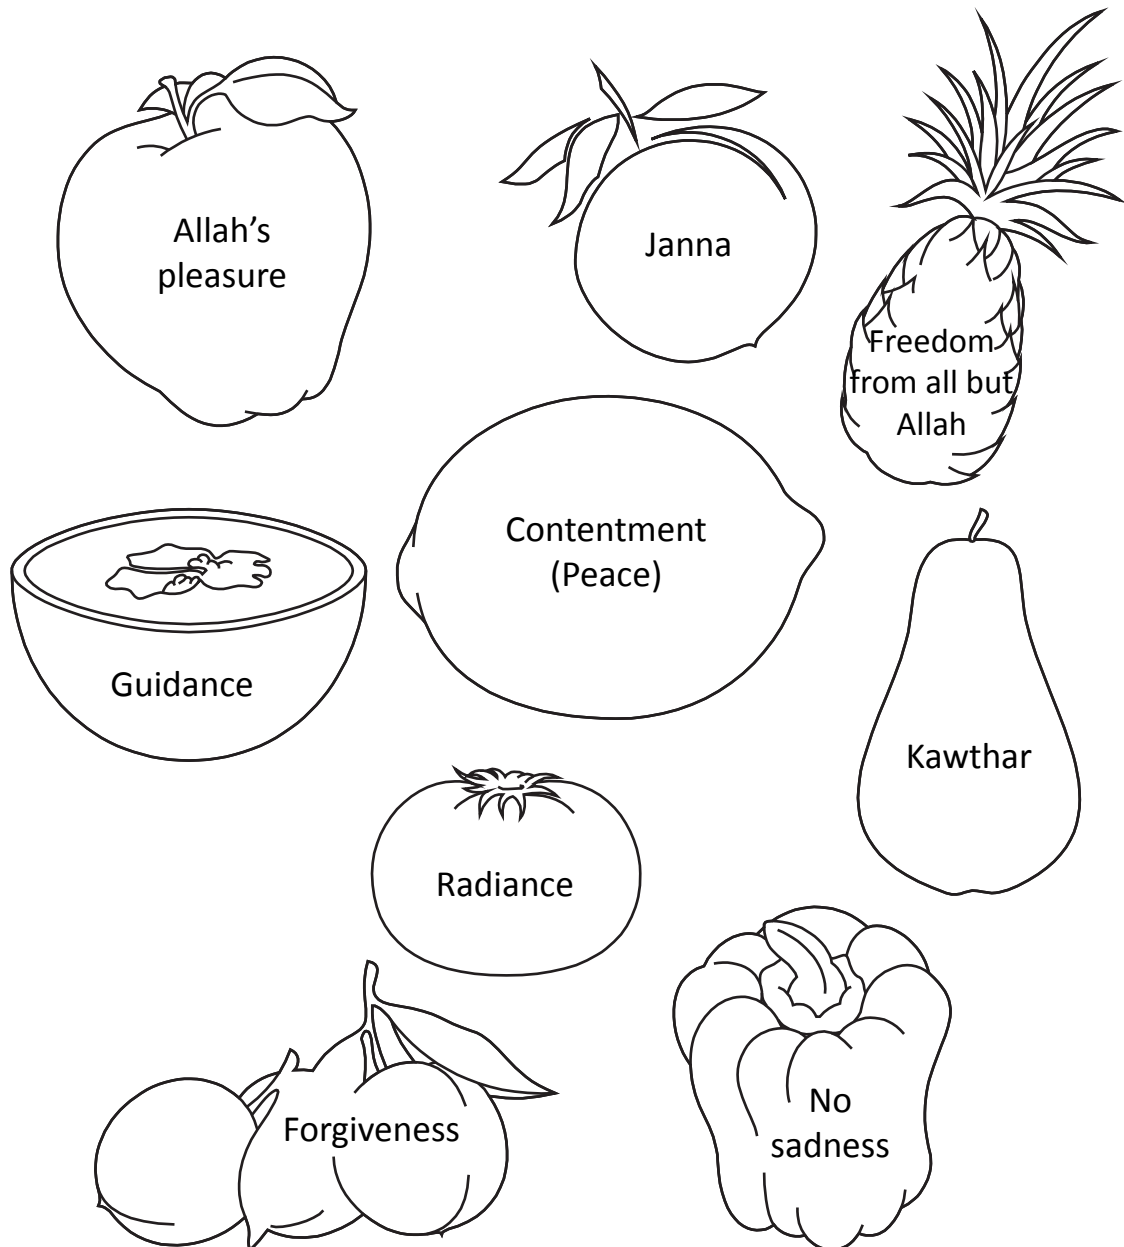 Allah’s
pleasure
Janna
Freedom
from all but
Allah
Contentment
(Peace)
Guidance
Kawthar
Radiance
Forgiveness
No
sadness